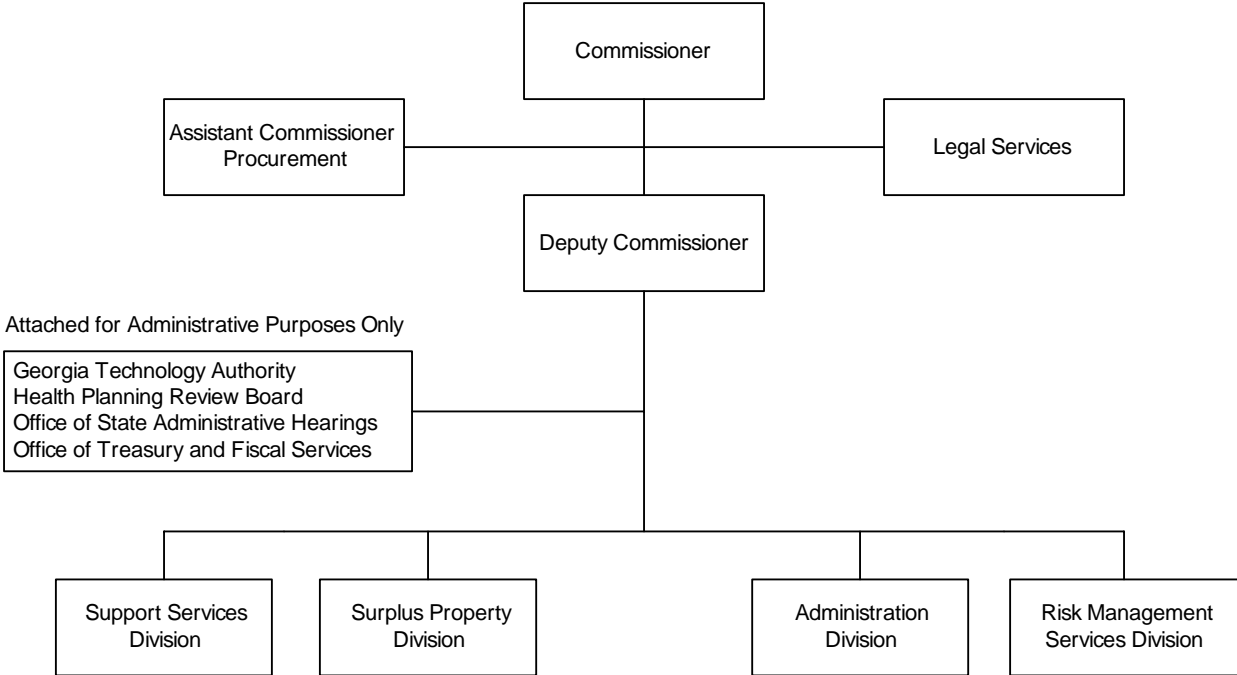 Commissioner
Assistant Commissioner
Procurement
Legal Services
Deputy Commissioner
Attached for Administrative Purposes Only
Georgia Technology Authority
Health Planning Review Board
Office of State Administrative Hearings
Office of Treasury and Fiscal Services
Support Services
Division
Surplus Property
Division
Administration
Division
Risk Management
Services Division